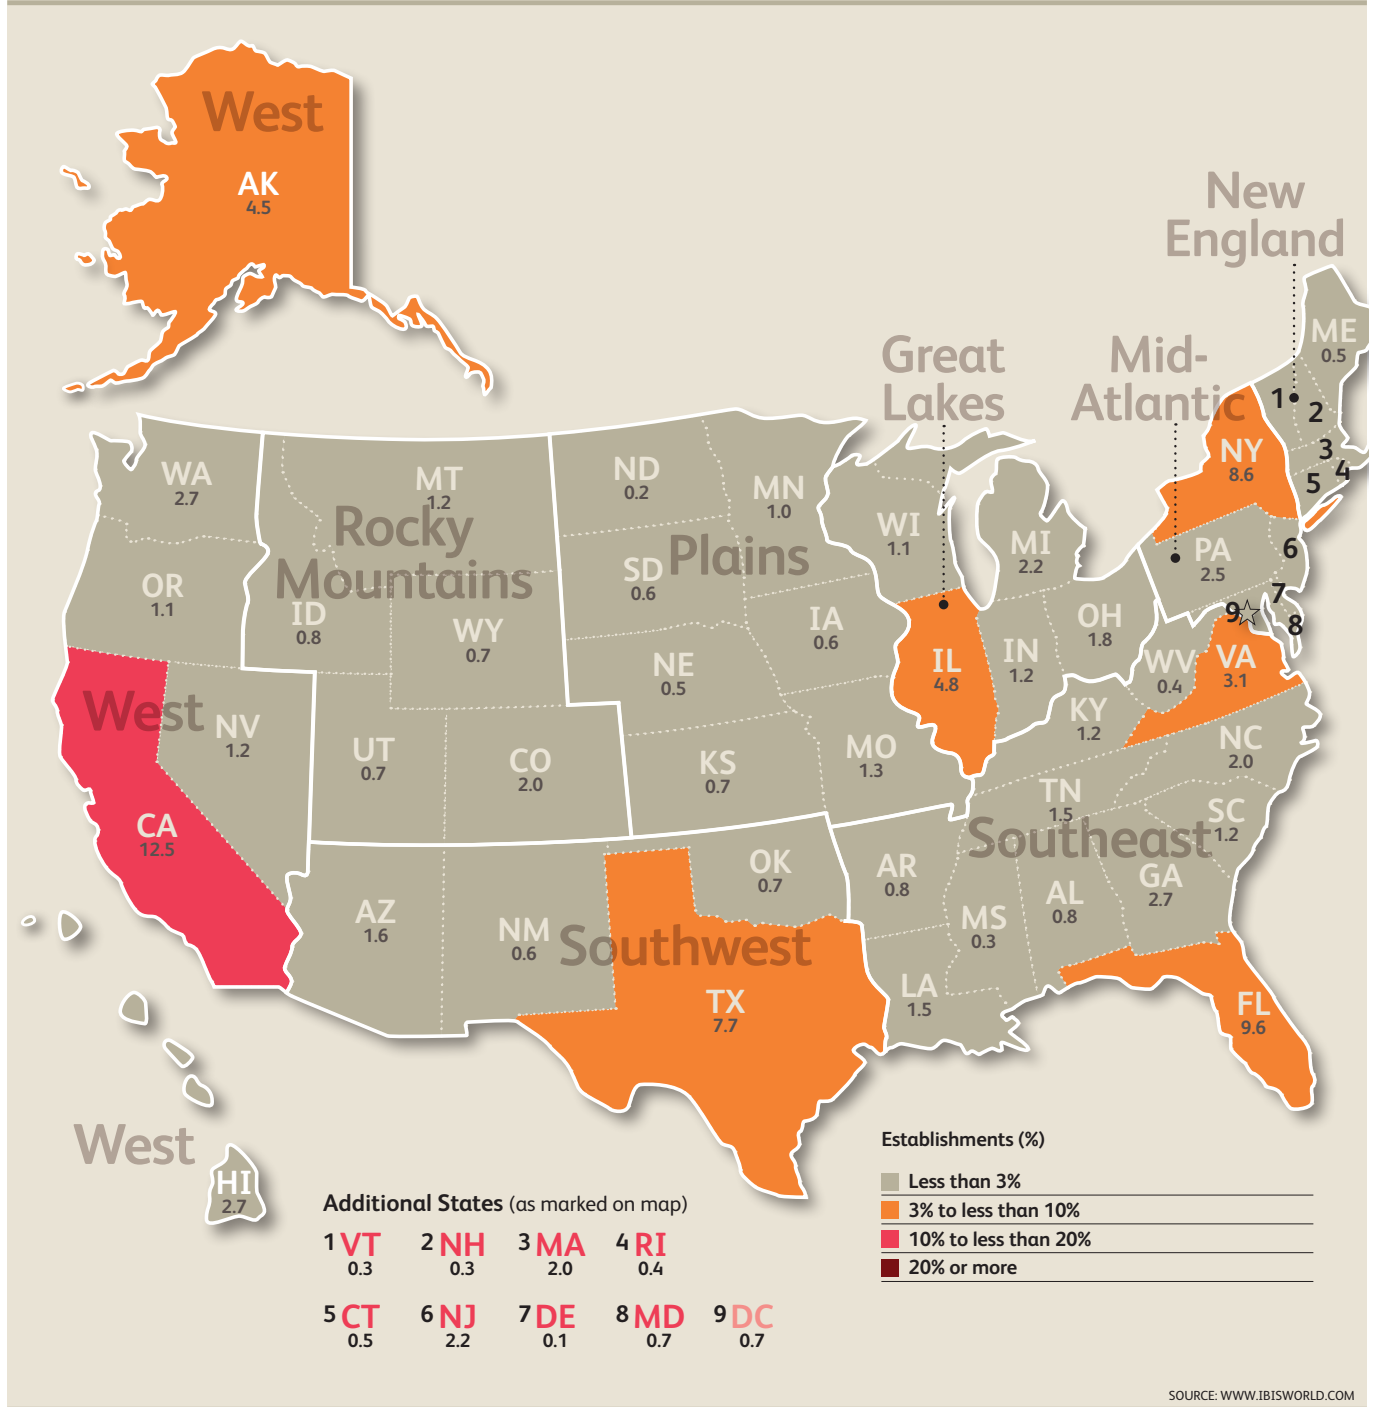 West
AK
4.5
New
England
ME
0.5
Great
Lakes
Mid-
Atlantic
1
2
3
4
5
NY
8.6
WA
2.7
MT
1.2
ND
0.2
MN
1.0
WI
1.1
MI
2.2
PA
2.5
6
7
8
9
Rocky
Mountains
Plains
OR
1.1
ID
0.8
WY
0.7
SD
0.6
IA
0.6
NE
0.5
IL
4.8
IN
1.2
OH
1.8
WV
0.4
VA
3.1
West
NV
1.2
UT
0.7
CO
2.0
KS
0.7
MO
1.3
KY
1.2
NC
2.0
CA
12.5
TN
1.5
SC
1.2
Southeast
AZ
1.6
NM
0.6
OK
0.7
AR
0.8
MS
0.3
AL
0.8
GA
2.7
Southwest
TX
7.7
LA
1.5
FL
9.6
West
HI
2.7
Additional States (as marked on map)
1 VT 2 NH 3 MA 4 RI
0.3 0.3 2.0 0.4
5 CT 6 NJ 7 DE 8 MD 9 DC
0.5 2.2 0.1 0.7 0.7
Establishments (%)
Less than 3%
3% to less than 10%
10% to less than 20%
20% or more
SOURCE: WWW.IBISWORLD.COM